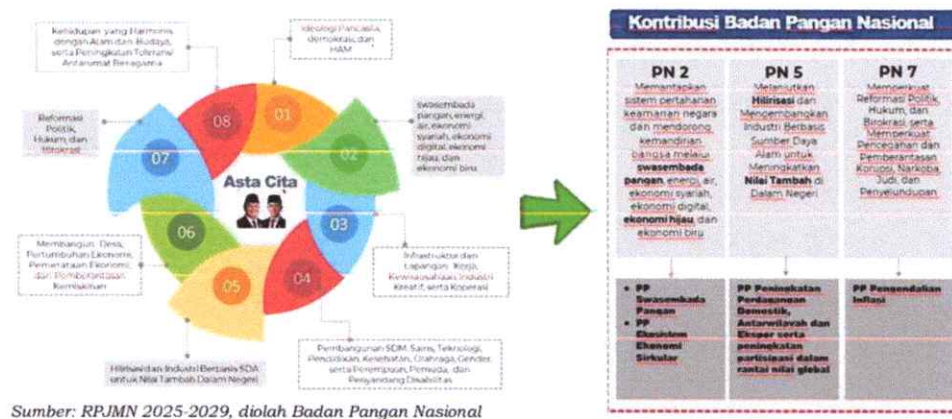 Kehidupan yang Harmonis
dengan Alam dan Budaya,
serta Peningkatan Toleransi
Antarumat Beragama
Ideologi Pancasila,
demokrasi, dan
HAM
Reformasi
Politik,
Hukum, dan
Birokrasi
swasembada
pangan, energi,
air, ekonomi
syariah, ekonomi
digital, ekonomi
hijau, dan
ekonomi biru
08
01
07
02
Asta Cita
06
03
05
04
Membangun Desa,
Pertumbuhan Ekonomi,
Pemerataan Ekonomi,
dan Pemberantasan
Kemiskinan
Infrastruktur dan
Lapangan Kerja,
Kewirausahaan, Industri
Kreatif, serta Koperasi
Hilirisasi dan Industri Berbasis SDA
untuk Nilai Tambah Dalam Negeri
Pembangunan SDM, Sains, Teknologi,
Pendidikan, Kesehatan, Olahraga, Gender,
serta Perempuan, Pemuda, dan
Penyandang Disabilitas
Sumber: RPJMN 2025-2029, diolah Badan Pangan Nasional
Kontribusi Badan Pangan Nasional
PN 2
Memantapkan
sistem pertahanan
keamanan negara
dan mendorong
kemandirian
bangsa melalui
swasembada
pangan, energi, air,
ekonomi syariah,
ekonomi digital,
ekonomi hijau, dan
ekonomi biru
PN 5
Melanjutkan
Hilirisasi dan
Mengembangkan
Industri Berbasis
Sumber Daya
Alam untuk
Meningkatkan
Nilai Tambah di
Dalam Negeri
PN 7
Memperkuat
Reformasi Politik,
Hukum, dan
Birokrasi, serta
Memperkuat
Pencegahan dan
Pemberantasan
Korupsi, Narkoba,
Judi, dan
Penyelundupan
• PP
Swasembada
Pangan
• PP
Ekosistem
Ekonomi
Sirkular
PP Peningkatan
Perdagangan
Domestik,
Antarwilayah dan
Ekspor serta
peningkatan
partisipasi dalam
rantai nilai global
PP Pengendalian
Inflasi